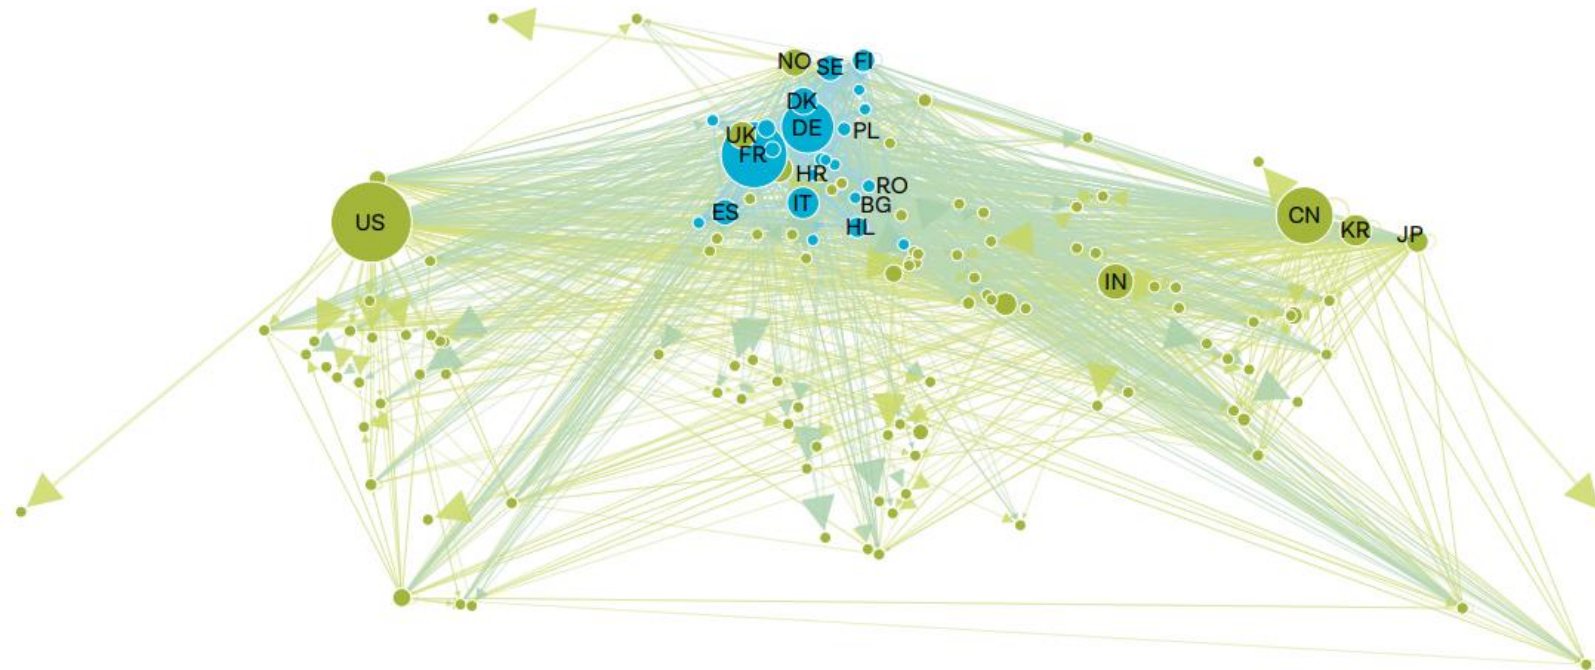 NO
SE
FI
DK
DE
PL
UK
FR
HR
RO
IT
BG
ES
HL
US
CN
KR
JP
IN